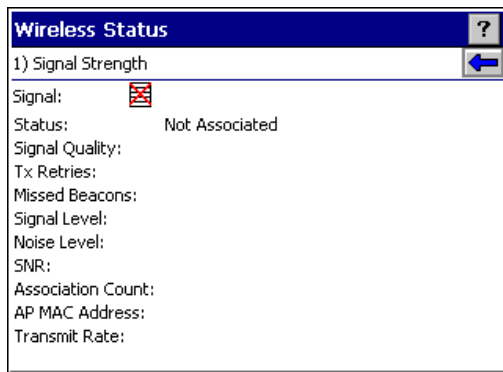 Wireless Status ?
1) Signal Strength
Signal:
Status: Not Associated
Signal Quality:
Tx Retries:
Missed Beacons:
Signal Level:
Noise Level:
SNR:
Association Count:
AP MAC Address:
Transmit Rate: